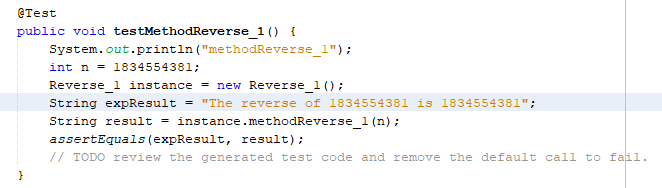 @Test
public void testMethodReverse_1() {
System.out.println("methodReverse_1");
int n = 1834554381;
Reverse_1 instance = new Reverse_1();
String expResult = "The reverse of 1834554381 is 1834554381";
String result = instance.methodReverse_1(n);
assertEquals(expResult, result);
// TODO review the generated test code and remove the default call to fail.
}